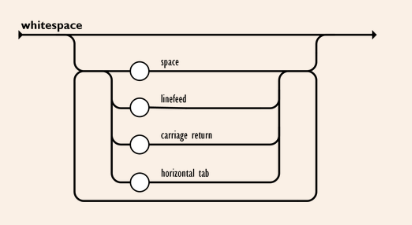 whitespace
space
linefeed
carriage return
horizontal tab